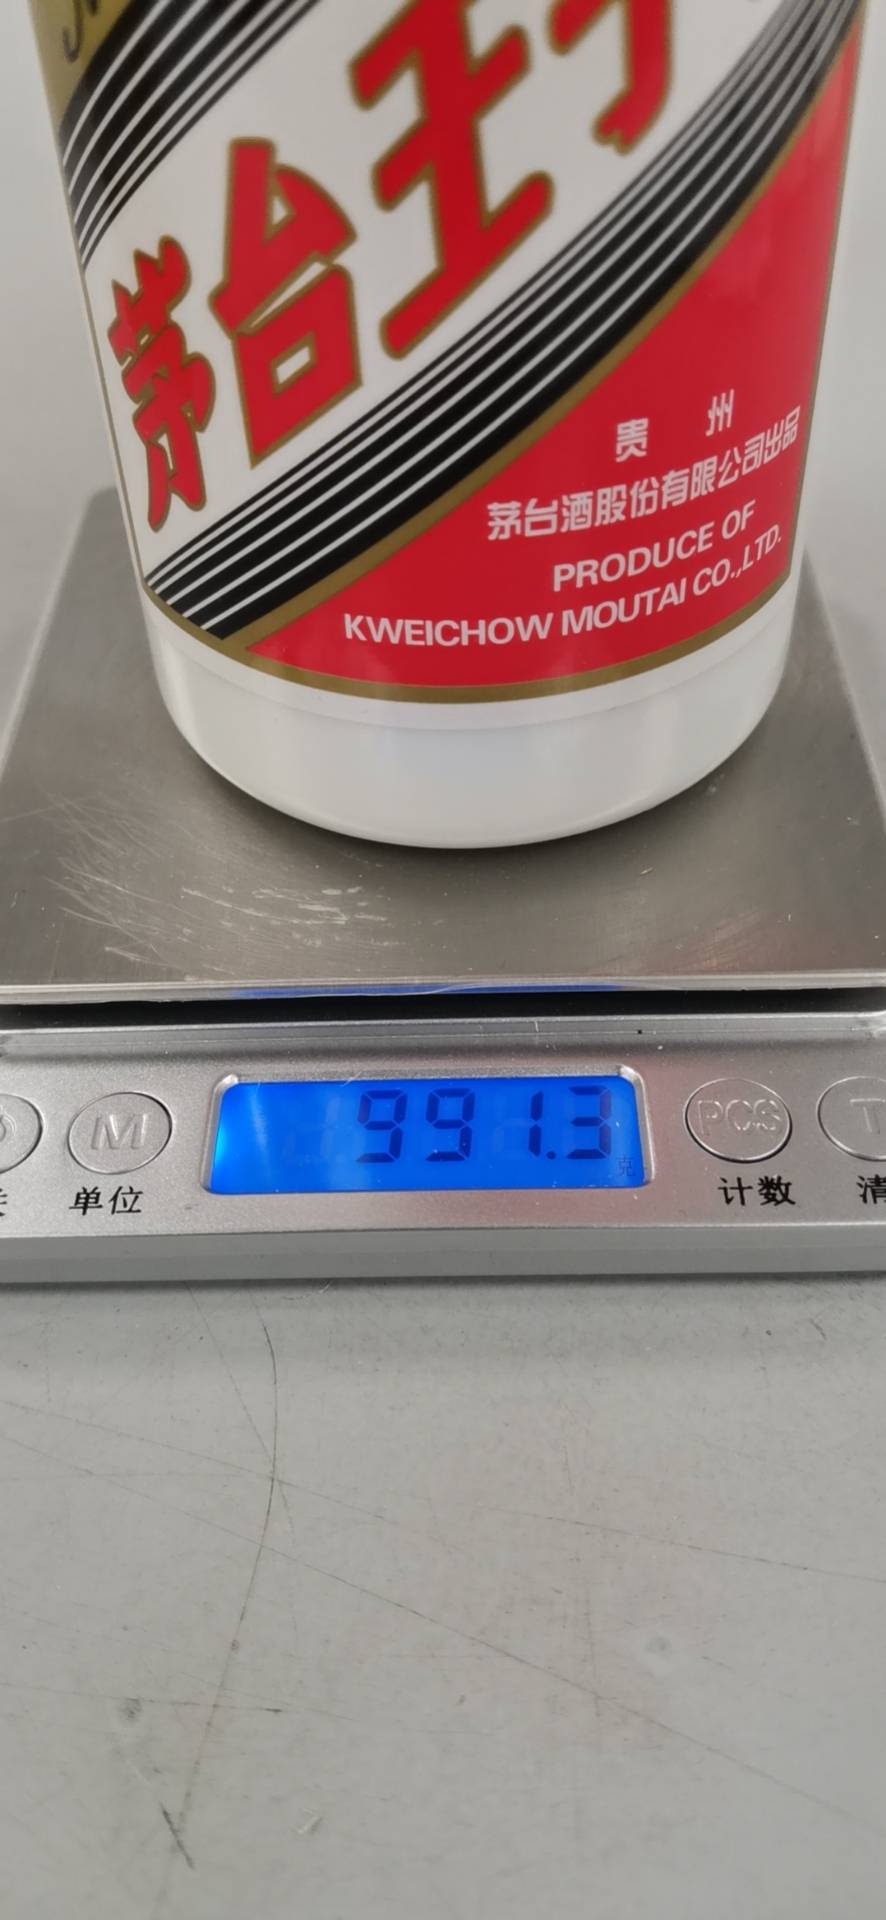 茅台王子
贵州
茅台酒股份有限公司出品
PRODUCE OF
KWEICHOW MOUTAI CO.,LTD.
991.3
克
M
PCS
T
单位
计数
清